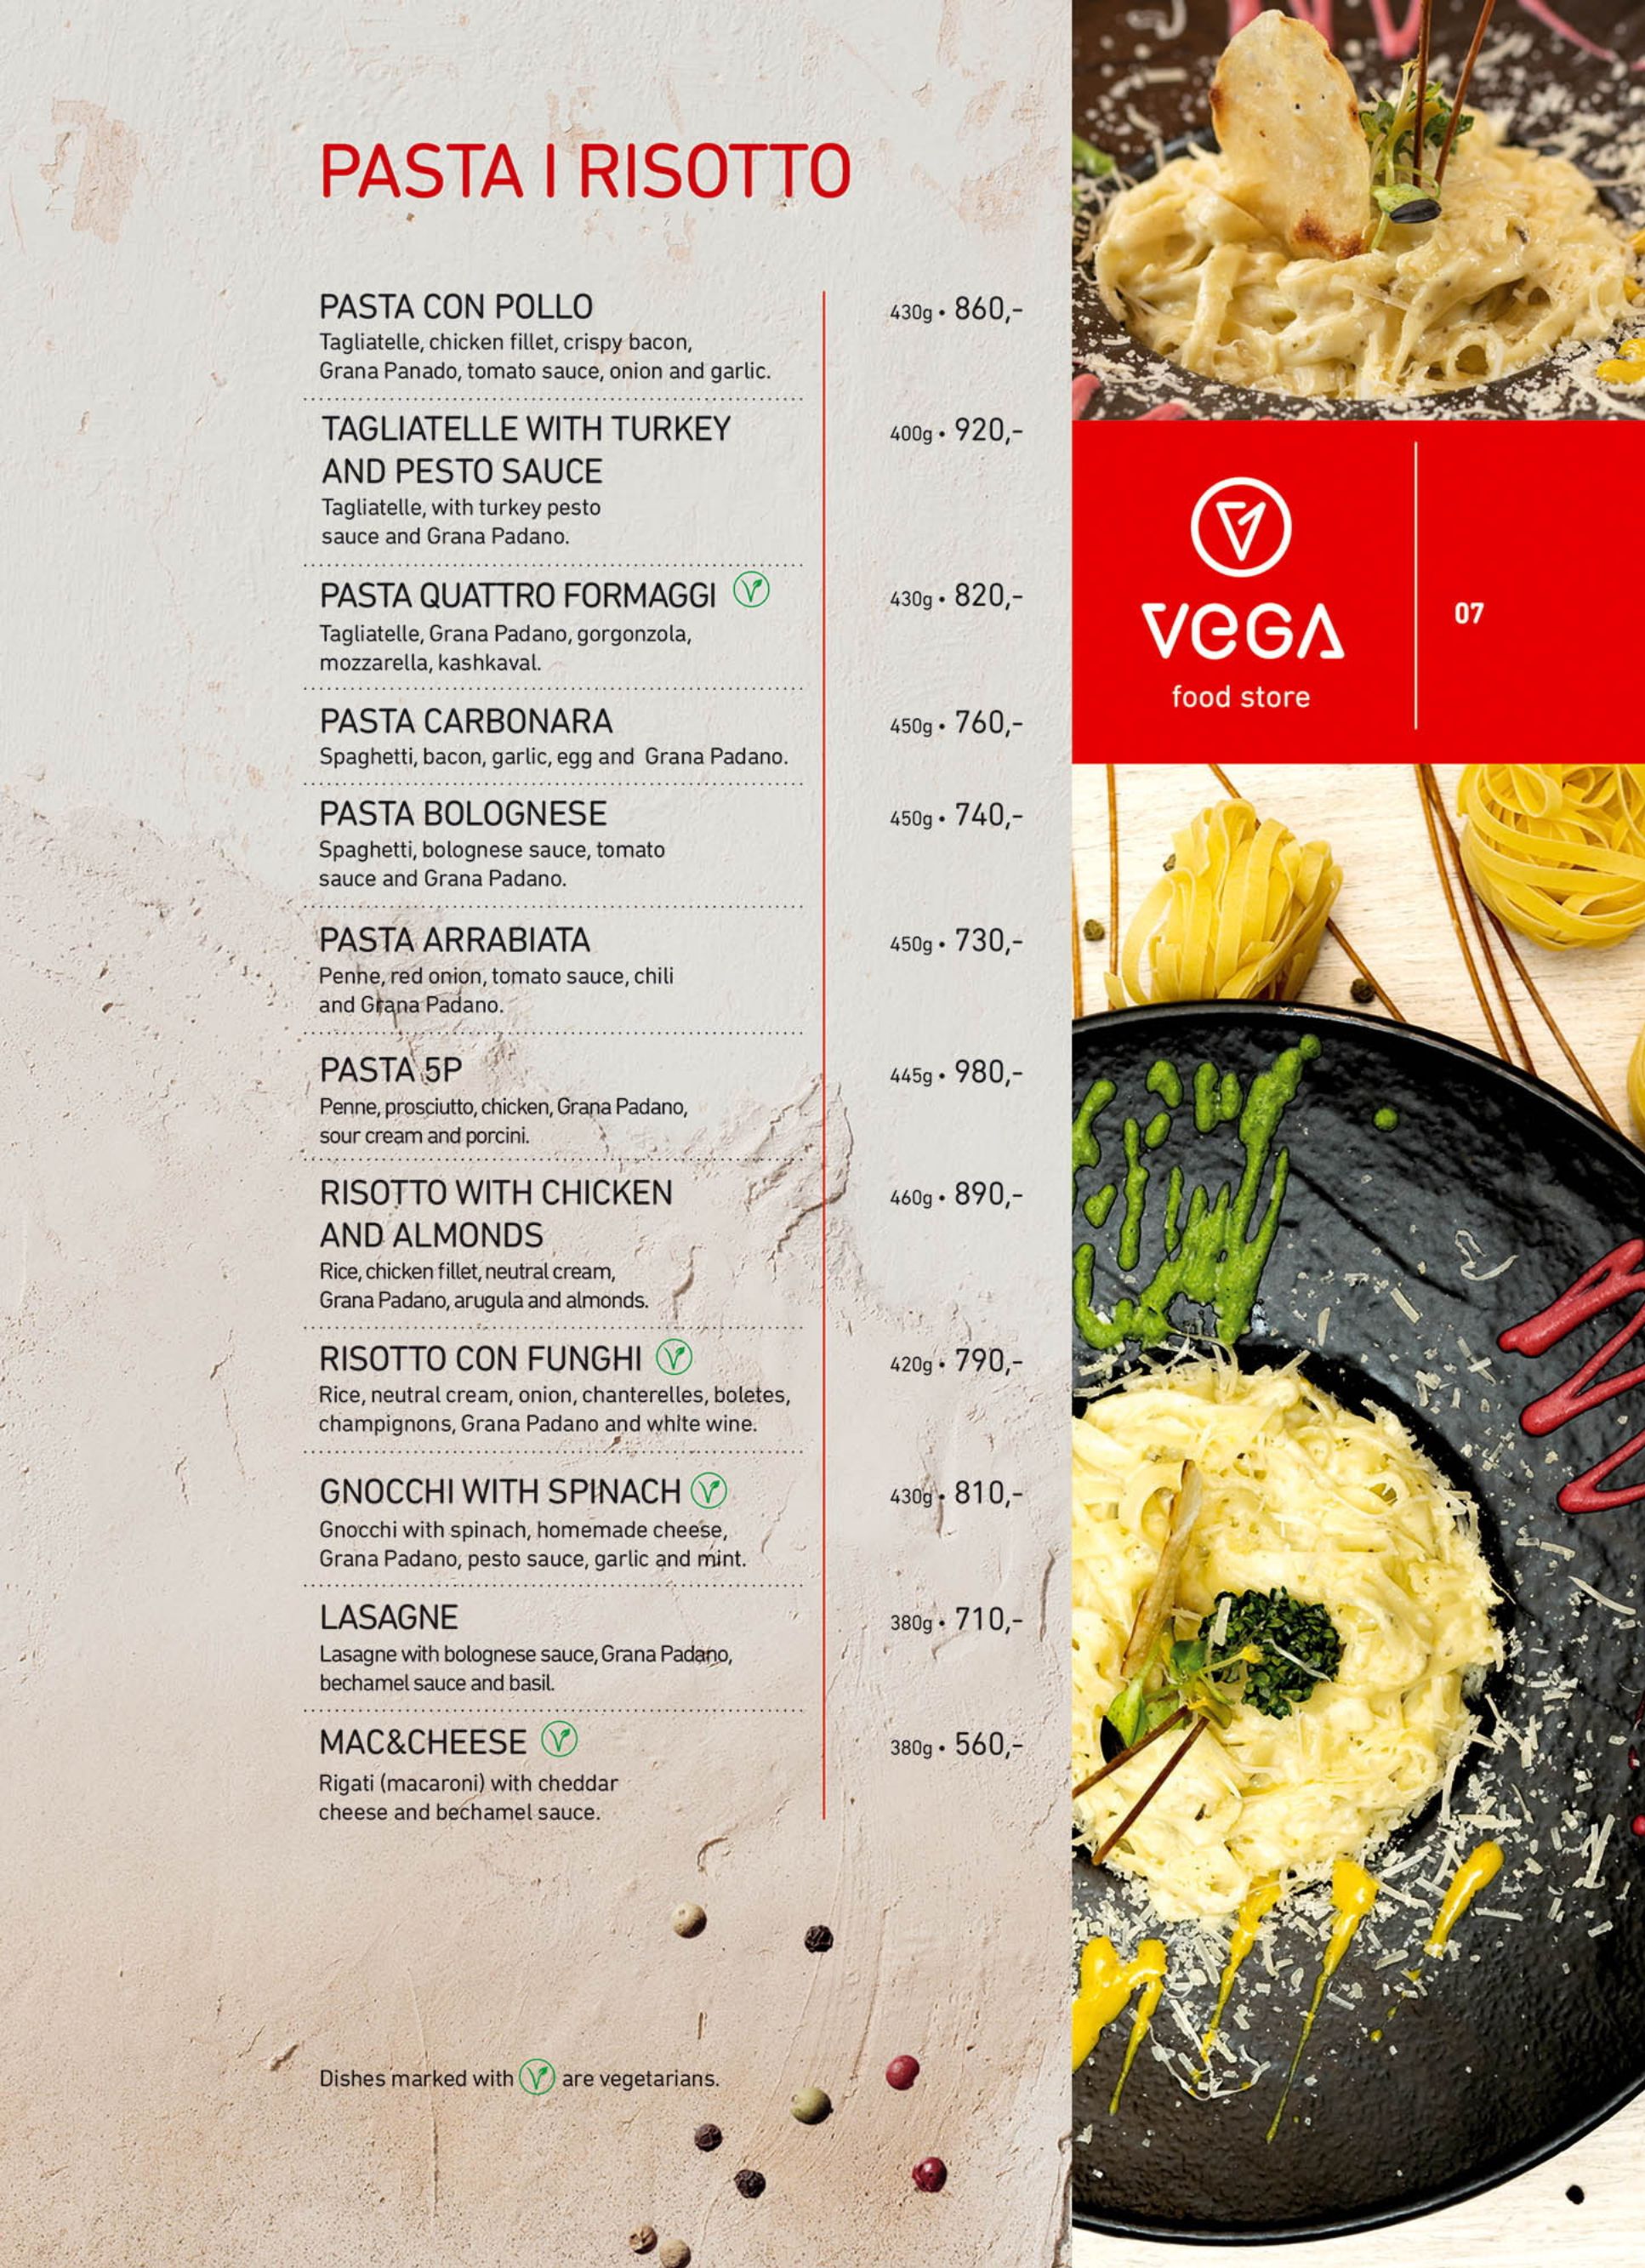 PASTA I RISOTTO
PASTA CON POLLO
430g • 860,-
Tagliatelle, chicken fillet, crispy bacon,
Grana Panado, tomato sauce, onion and garlic.
TAGLIATELLE WITH TURKEY
AND PESTO SAUCE
400g • 920,-
Tagliatelle, with turkey pesto
sauce and Grana Padano.
PASTA QUATTRO FORMAGGI
430g • 820,-
Tagliatelle, Grana Padano, gorgonzola,
mozzarella, kashkaval.
PASTA CARBONARA
450g • 760,-
Spaghetti, bacon, garlic, egg and Grana Padano.
PASTA BOLOGNESE
450g • 740,-
Spaghetti, bolognese sauce, tomato
sauce and Grana Padano.
PASTA ARRABIATA
450g • 730,-
Penne, red onion, tomato sauce, chili
and Grana Padano.
PASTA 5P
445g • 980,-
Penne, prosciutto, chicken, Grana Padano,
sour cream and porcini.
RISOTTO WITH CHICKEN
AND ALMONDS
460g • 890,-
Rice, chicken fillet, neutral cream,
Grana Padano, arugula and almonds.
RISOTTO CON FUNGHI
420g • 790,-
Rice, neutral cream, onion, chanterelles, boletes,
champignons, Grana Padano and white wine.
GNOCCHI WITH SPINACH
430g • 810,-
Gnocchi with spinach, homemade cheese,
Grana Padano, pesto sauce, garlic and mint.
LASAGNE
380g • 710,-
Lasagne with bolognese sauce, Grana Padano,
bechamel sauce and basil.
MAC&CHEESE
380g • 560,-
Rigati (macaroni) with cheddar
cheese and bechamel sauce.
Dishes marked with V are vegetarians.
VeGA
food store
07